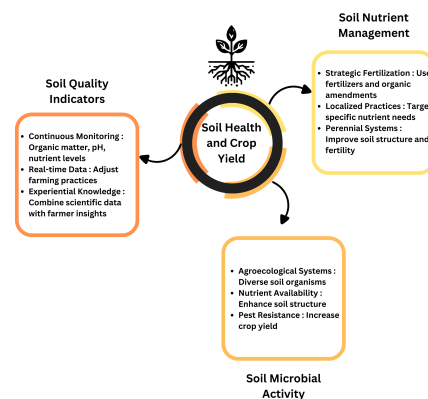 Soil Nutrient
Management
Strategic Fertilization : Use
fertilizers and organic
amendments
Localized Practices : Targe
specific nutrient needs
Perennial Systems :
Improve soil structure and
fertility
Soil Quality
Indicators
Continuous Monitoring :
Organic matter, pH,
nutrient levels
Real-time Data : Adjust
farming practices
Experiential Knowledge :
Combine scientific data
with farmer insights
Soil Health
and Crop
Yield
Agroecological Systems :
Diverse soil organisms
Nutrient Availability :
Enhance soil structure
Pest Resistance : Increase
crop yield
Soil Microbial
Activity